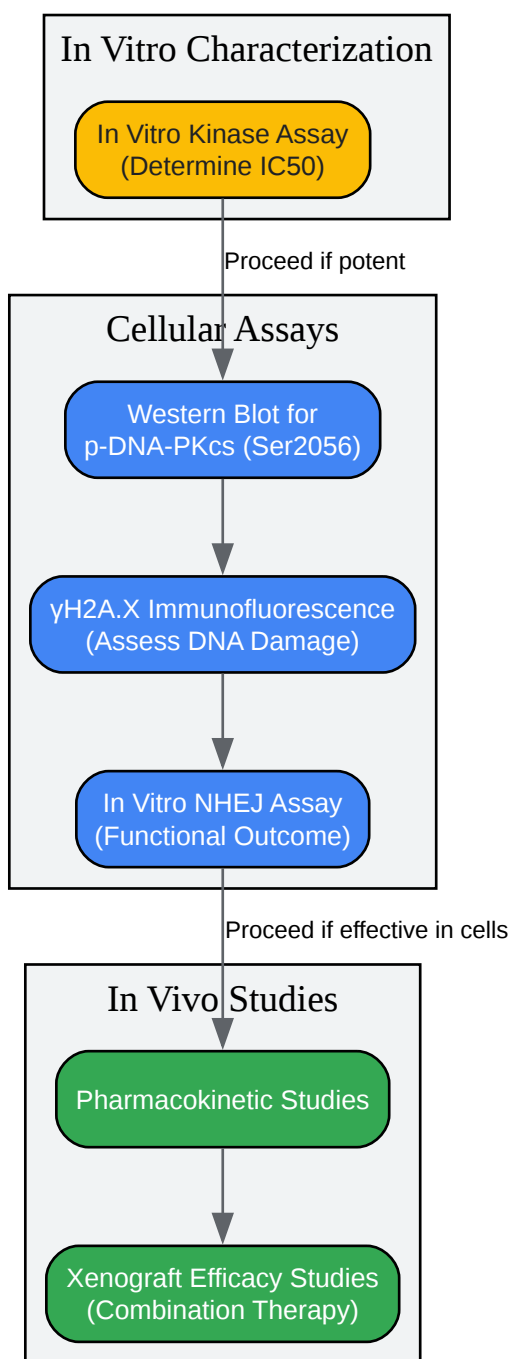 In Vitro Characterization
In Vitro Kinase Assay
(Determine IC50)
Proceed if potent
Cellular Assays
Western Blot for
p-DNA-PKcs (Ser2056)
γH2A.X Immunofluorescence
(Assess DNA Damage)
In Vitro NHEJ Assay
(Functional Outcome)
Proceed if effective in cells
In Vivo Studies
Pharmacokinetic Studies
Xenograft Efficacy Studies
(Combination Therapy)